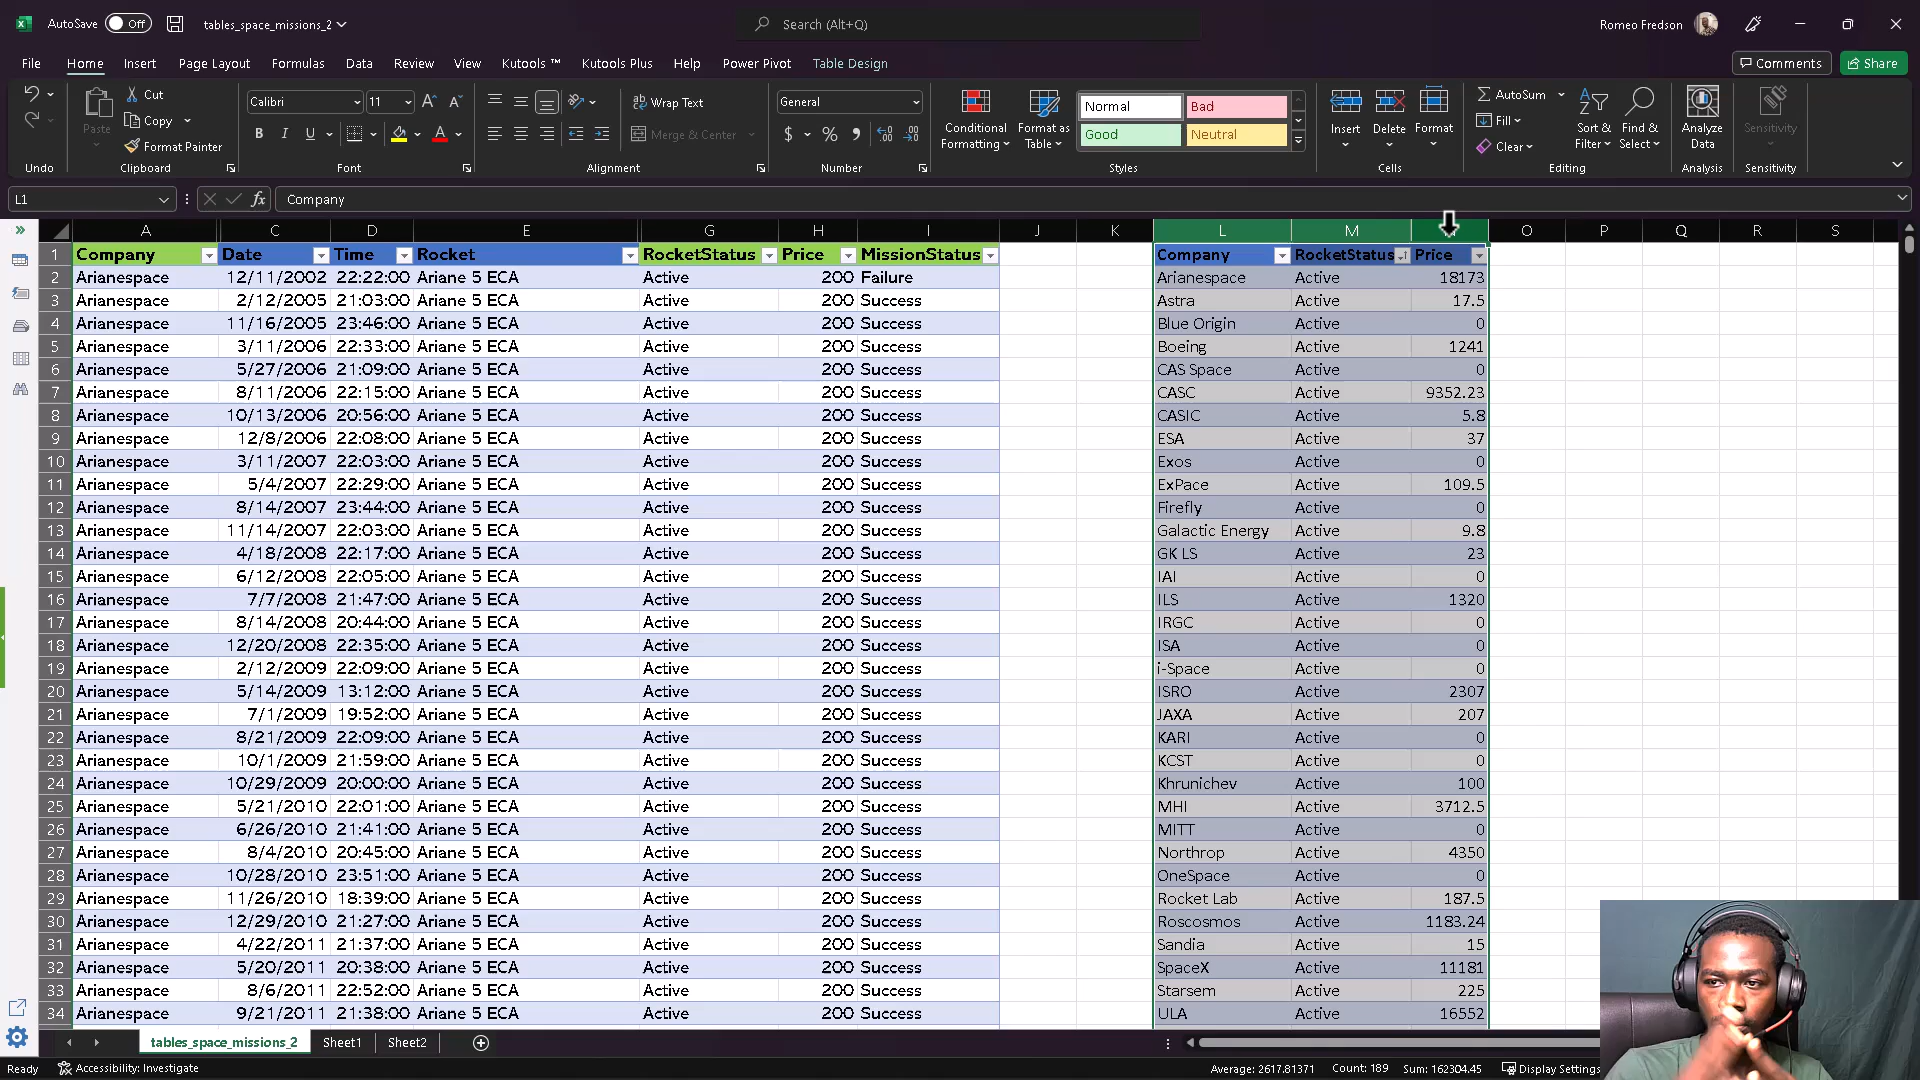 AutoSave Off tables_space_missions_2 Search (Alt+Q) Romeo Fredson
File Home Insert Page Layout Formulas Data Review View Kutools ™ Kutools Plus Help Power Pivot Table Design Comments Share
Cut Calibri 11 Wrap Text General Normal Bad AutoSum
Paste Copy Conditional Formatting Format as Table Good Neutral Insert Delete Format Fill Sort & Filter Find & Select Analyze Data Sensitivity
Format Painter B I U A Merge & Center $ % Clear
Undo Clipboard Font Alignment Number Styles Cells Editing Analysis Sensitivity
L1 fx Company
A C D E G H I J K L M O P Q R S
1 Company Date Time Rocket RocketStatus Price MissionStatus Company RocketStatus Price
2 Arianespace 12/11/2002 22:22:00 Ariane 5 ECA Active 200 Failure Arianespace Active 18173
3 Arianespace 2/12/2005 21:03:00 Ariane 5 ECA Active 200 Success Astra Active 17.5
4 Arianespace 11/16/2005 23:46:00 Ariane 5 ECA Active 200 Success Blue Origin Active 0
5 Arianespace 3/11/2006 22:33:00 Ariane 5 ECA Active 200 Success Boeing Active 1241
6 Arianespace 5/27/2006 21:09:00 Ariane 5 ECA Active 200 Success CAS Space Active 0
7 Arianespace 8/11/2006 22:15:00 Ariane 5 ECA Active 200 Success CASC Active 9352.23
8 Arianespace 10/13/2006 20:56:00 Ariane 5 ECA Active 200 Success CASIC Active 5.8
9 Arianespace 12/8/2006 22:08:00 Ariane 5 ECA Active 200 Success ESA Active 37
10 Arianespace 3/11/2007 22:03:00 Ariane 5 ECA Active 200 Success Exos Active 0
11 Arianespace 5/4/2007 22:29:00 Ariane 5 ECA Active 200 Success ExPace Active 109.5
12 Arianespace 8/14/2007 23:44:00 Ariane 5 ECA Active 200 Success Firefly Active 0
13 Arianespace 11/14/2007 22:03:00 Ariane 5 ECA Active 200 Success Galactic Energy Active 9.8
14 Arianespace 4/18/2008 22:17:00 Ariane 5 ECA Active 200 Success GK LS Active 23
15 Arianespace 6/12/2008 22:05:00 Ariane 5 ECA Active 200 Success IAI Active 0
16 Arianespace 7/7/2008 21:47:00 Ariane 5 ECA Active 200 Success ILS Active 1320
17 Arianespace 8/14/2008 20:44:00 Ariane 5 ECA Active 200 Success IRGC Active 0
18 Arianespace 12/20/2008 22:35:00 Ariane 5 ECA Active 200 Success ISA Active 0
19 Arianespace 2/12/2009 22:09:00 Ariane 5 ECA Active 200 Success i-Space Active 0
20 Arianespace 5/14/2009 13:12:00 Ariane 5 ECA Active 200 Success ISRO Active 2307
21 Arianespace 7/1/2009 19:52:00 Ariane 5 ECA Active 200 Success JAXA Active 207
22 Arianespace 8/21/2009 22:09:00 Ariane 5 ECA Active 200 Success KARI Active 0
23 Arianespace 10/1/2009 21:59:00 Ariane 5 ECA Active 200 Success KCST Active 0
24 Arianespace 10/29/2009 20:00:00 Ariane 5 ECA Active 200 Success Khrunichev Active 100
25 Arianespace 5/21/2010 22:01:00 Ariane 5 ECA Active 200 Success MHI Active 3712.5
26 Arianespace 6/26/2010 21:41:00 Ariane 5 ECA Active 200 Success MITT Active 0
27 Arianespace 8/4/2010 20:45:00 Ariane 5 ECA Active 200 Success Northrop Active 4350
28 Arianespace 10/28/2010 23:51:00 Ariane 5 ECA Active 200 Success OneSpace Active 0
29 Arianespace 11/26/2010 18:39:00 Ariane 5 ECA Active 200 Success Rocket Lab Active 187.5
30 Arianespace 12/29/2010 21:27:00 Ariane 5 ECA Active 200 Success Roscosmos Active 1183.24
31 Arianespace 4/22/2011 21:37:00 Ariane 5 ECA Active 200 Success Sandia Active 15
32 Arianespace 5/20/2011 20:38:00 Ariane 5 ECA Active 200 Success SpaceX Active 11181
33 Arianespace 8/6/2011 22:52:00 Ariane 5 ECA Active 200 Success Starsem Active 225
34 Arianespace 9/21/2011 21:38:00 Ariane 5 ECA Active 200 Success ULA Active 16552
tables_space_missions_2 Sheet1 Sheet2
Ready Accessibility: Investigate Average: 2617.81371 Count: 189 Sum: 162304.45 Display Settings